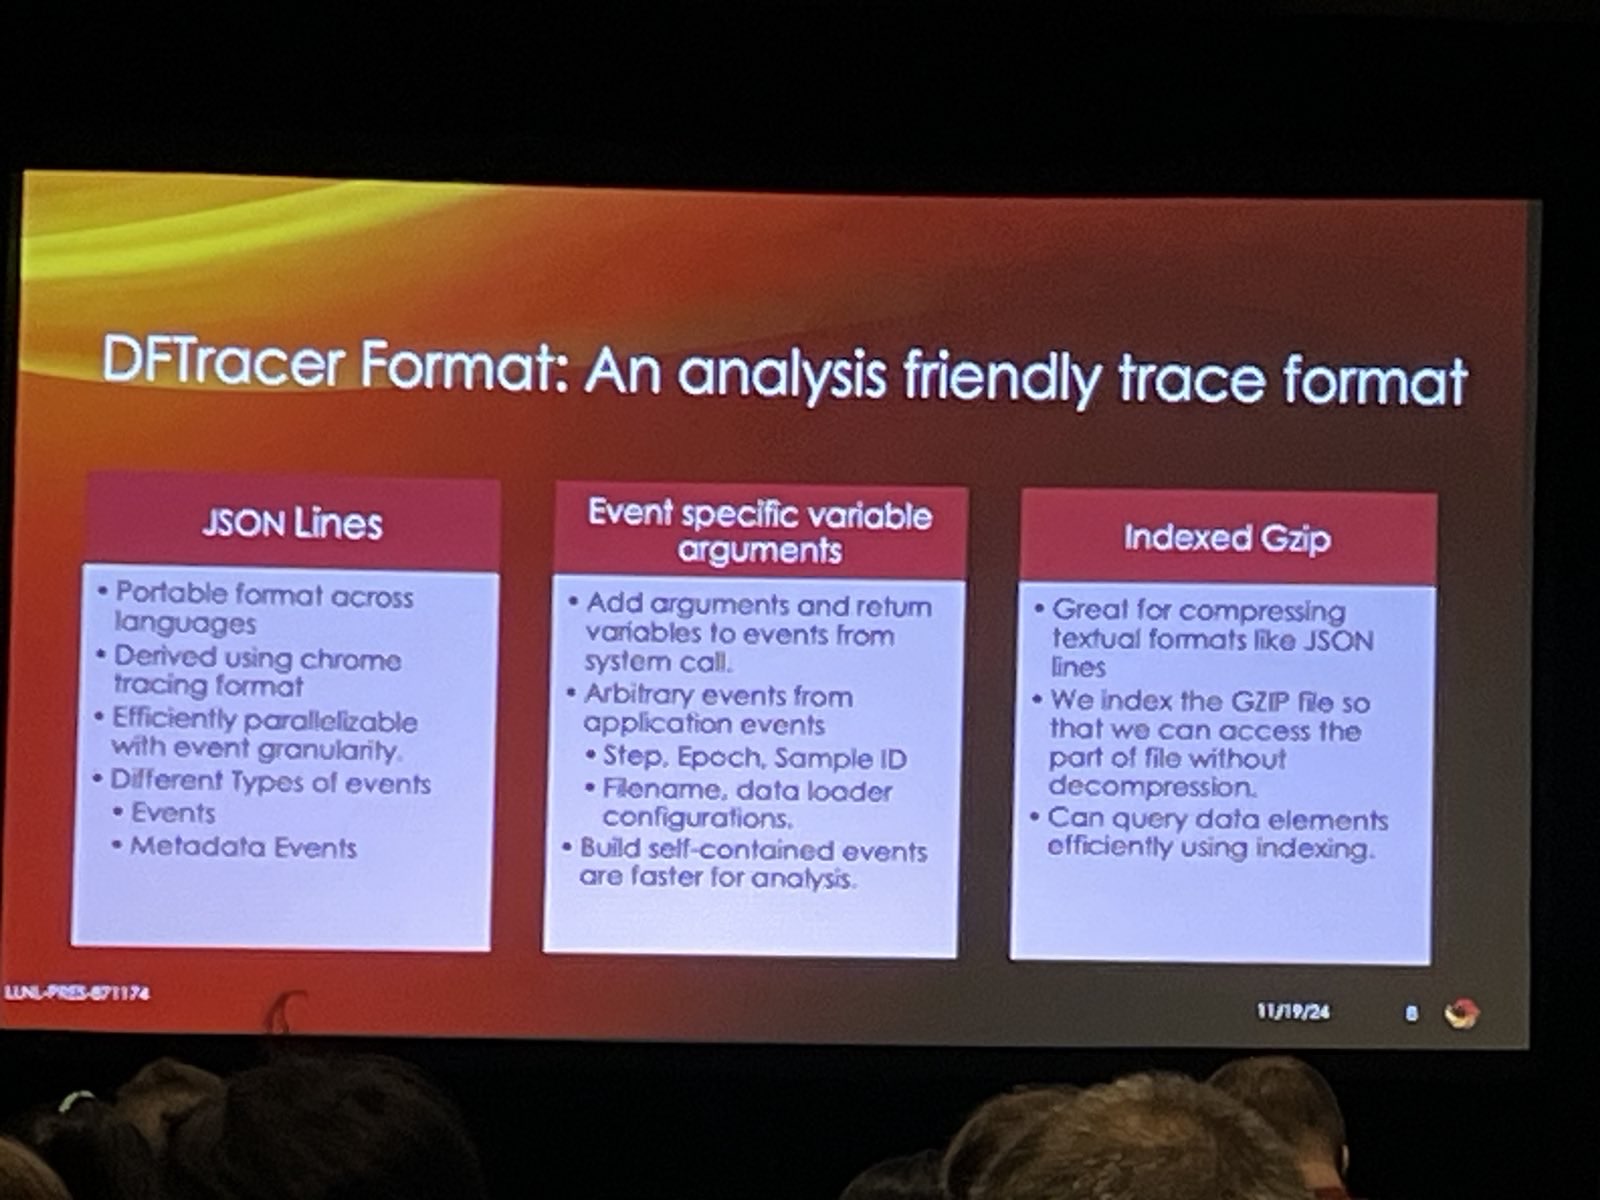 DFTracer Format: An analysis friendly trace format
JSON Lines
• Portable format across
languages
• Derived using chrome
tracing format
• Efficiently parallelizable
with event granularity.
• Different Types of events
• Events
• Metadata Events
Event specific variable
arguments
• Add arguments and return
variables to events from
system call.
• Arbitrary events from
application events
• Step, Epoch, Sample ID
• Filename, data loader
configurations.
• Build self-contained events
are faster for analysis.
Indexed Gzip
• Great for compressing
textual formats like JSON
lines
• We index the GZIP file so
that we can access the
part of file without
decompression.
• Can query data elements
efficiently using indexing.
LLNL-PRES-871174
11/19/24
8